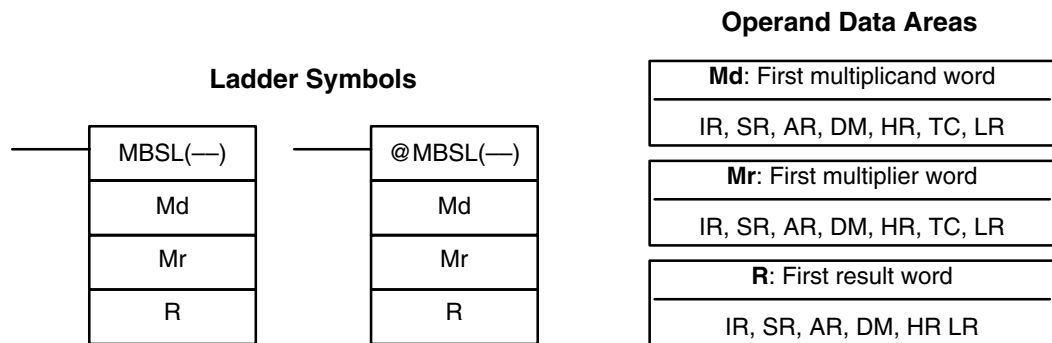 Operand Data Areas
Ladder Symbols
MBSL(––)
Md
Mr
R
@MBSL(––)
Md
Mr
R
Md: First multiplicand word
IR, SR, AR, DM, HR, TC, LR
Mr: First multiplier word
IR, SR, AR, DM, HR, TC, LR
R: First result word
IR, SR, AR, DM, HR LR